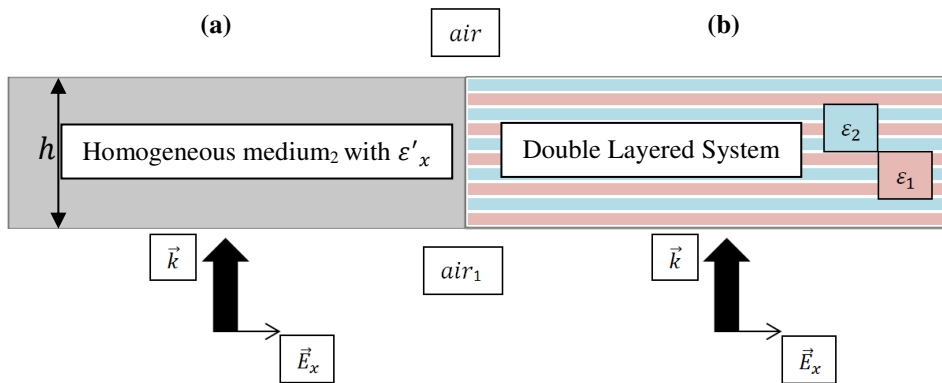 (a)
(b)
air
h
Homogeneous medium₂ with ε′ₓ
Double Layered System
ε₂
ε₁
k⃗
air₁
k⃗
E⃗ₓ
E⃗ₓ